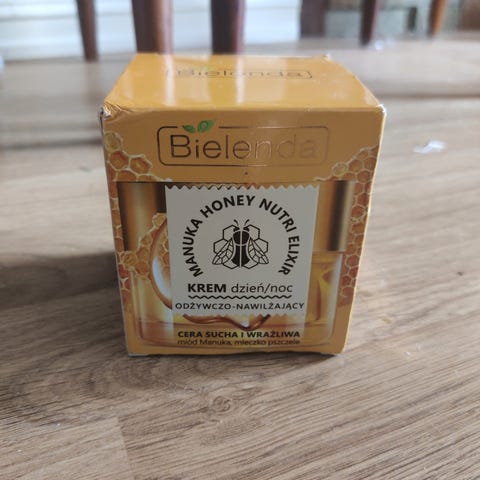 Bielenda
Bielenda
MANUKA HONEY NUTRI ELIXIR
KREM dzień/noc
ODŻYWCZO-NAWILŻAJĄCY
CERA SUCHA I WRAŻLIWA
miód Manuka, mleczko pszczele